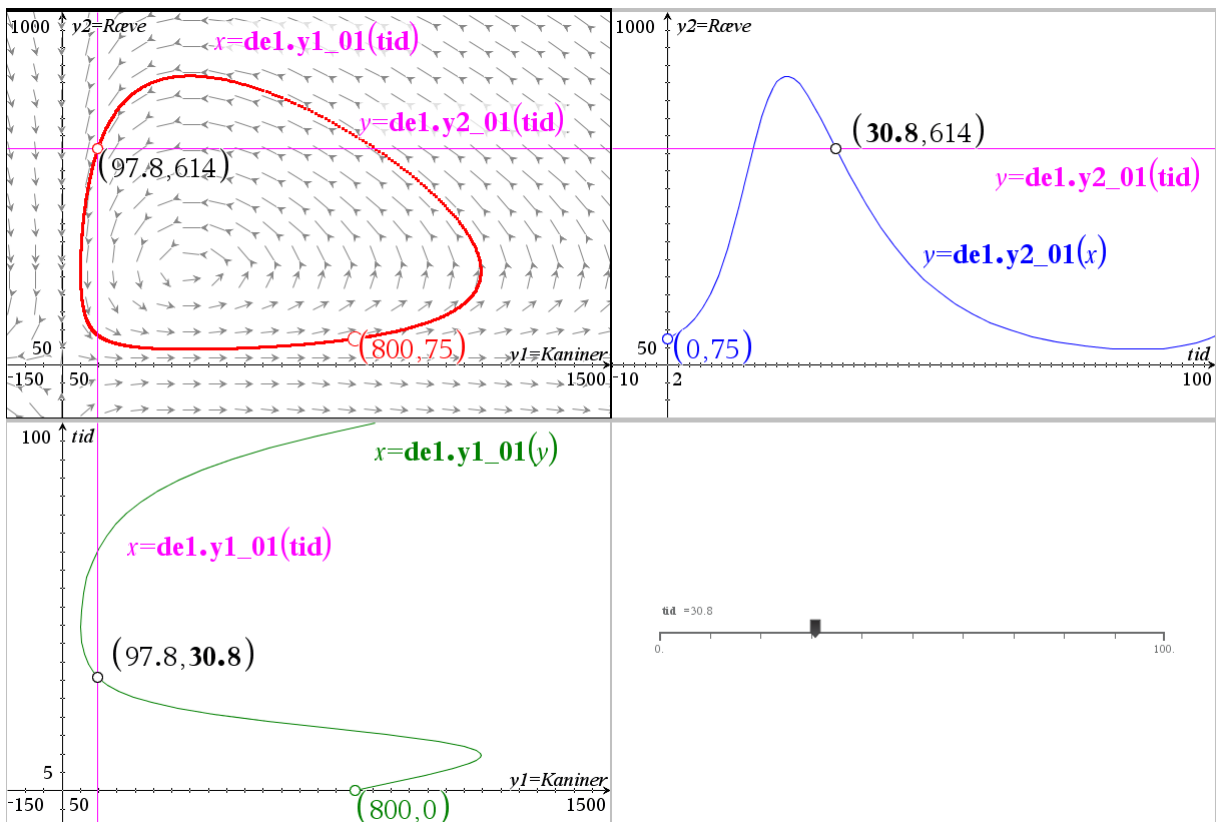 1000 y2=Ræve
x=de1.y1_01(tid)
y=de1.y2_01(tid)
(97.8,614)
(800,75)
50
y1=Kaniner
-150 50 1500
1000 y2=Ræve
(30.8,614)
y=de1.y2_01(tid)
y=de1.y2_01(x)
50 (0,75)
tid
-10 2 100
100 tid
x=de1.y1_01(y)
x=de1.y1_01(tid)
(97.8,30.8)
5
y1=Kaniner
-150 50 1500
(800,0)
tid =30.8
0. 100.